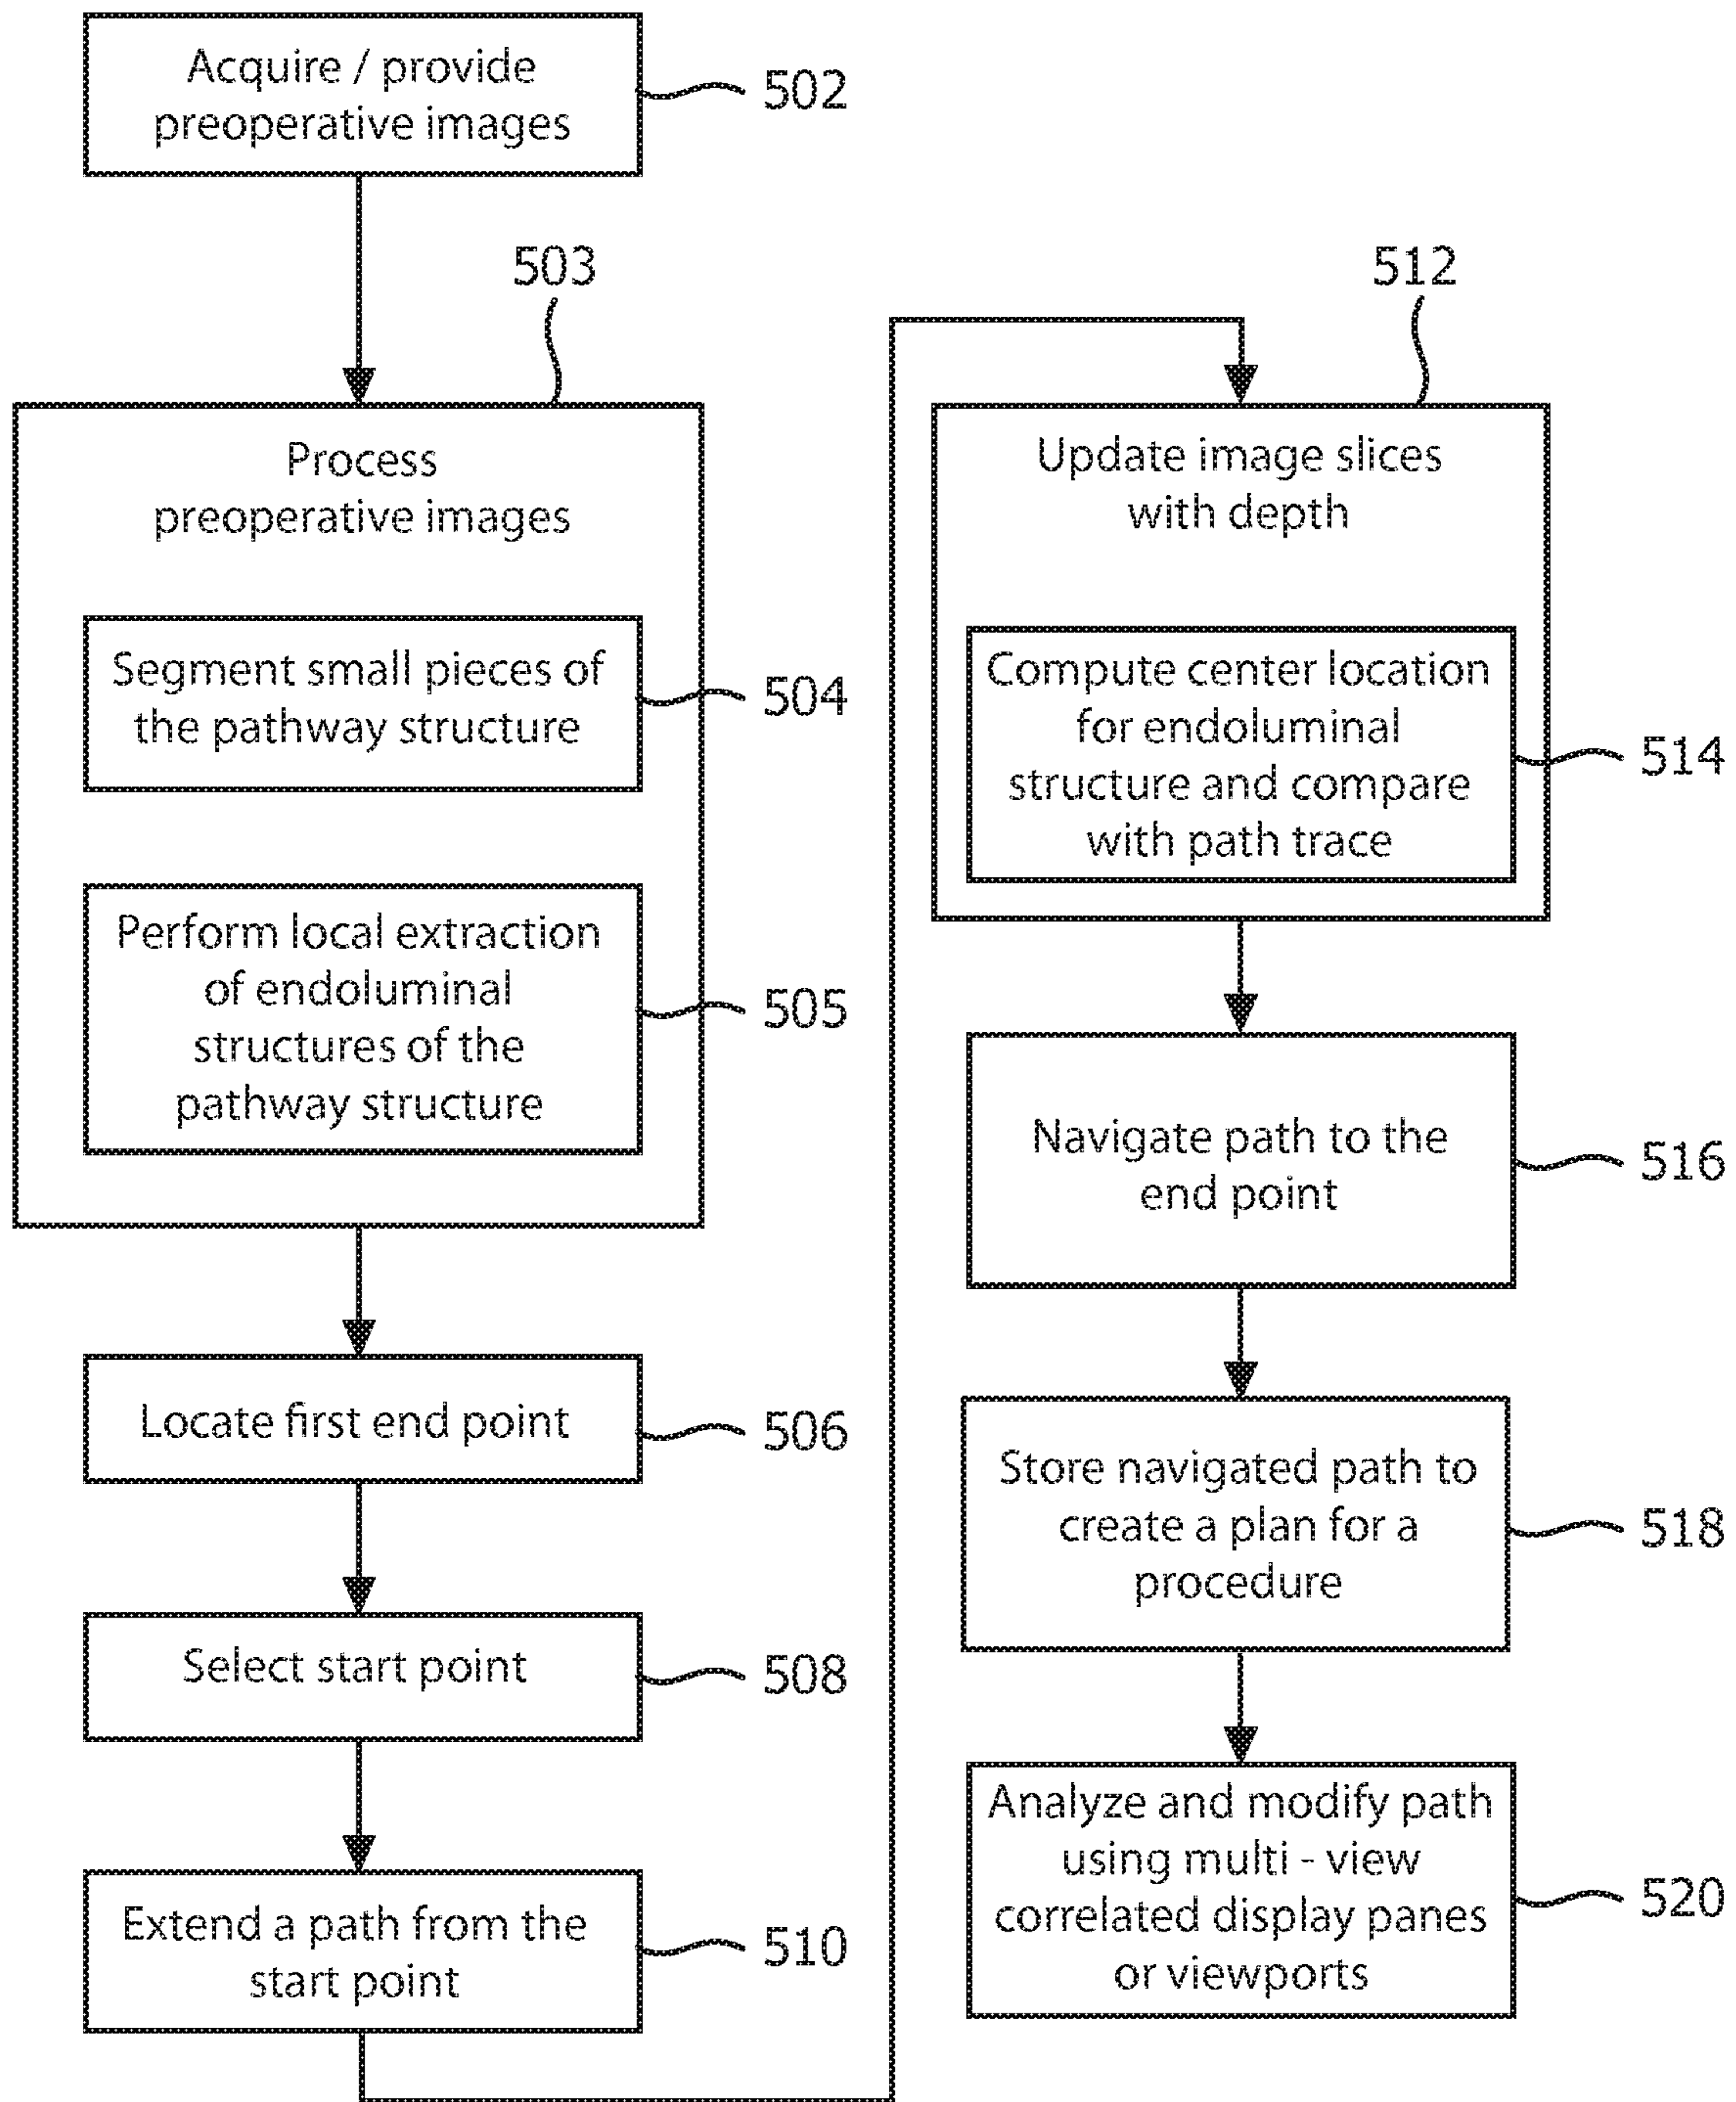 Acquire / provide
preoperative images
502
503
Process
preoperative images
Segment small pieces of
the pathway structure
504
Perform local extraction
of endoluminal
structures of the
pathway structure
505
Locate first end point
506
Select start point
508
Extend a path from the
start point
510
512
Update image slices
with depth
Compute center location
for endoluminal
structure and compare
with path trace
514
Navigate path to the
end point
516
Store navigated path to
create a plan for a
procedure
518
Analyze and modify path
using multi - view
correlated display panes
or viewports
520